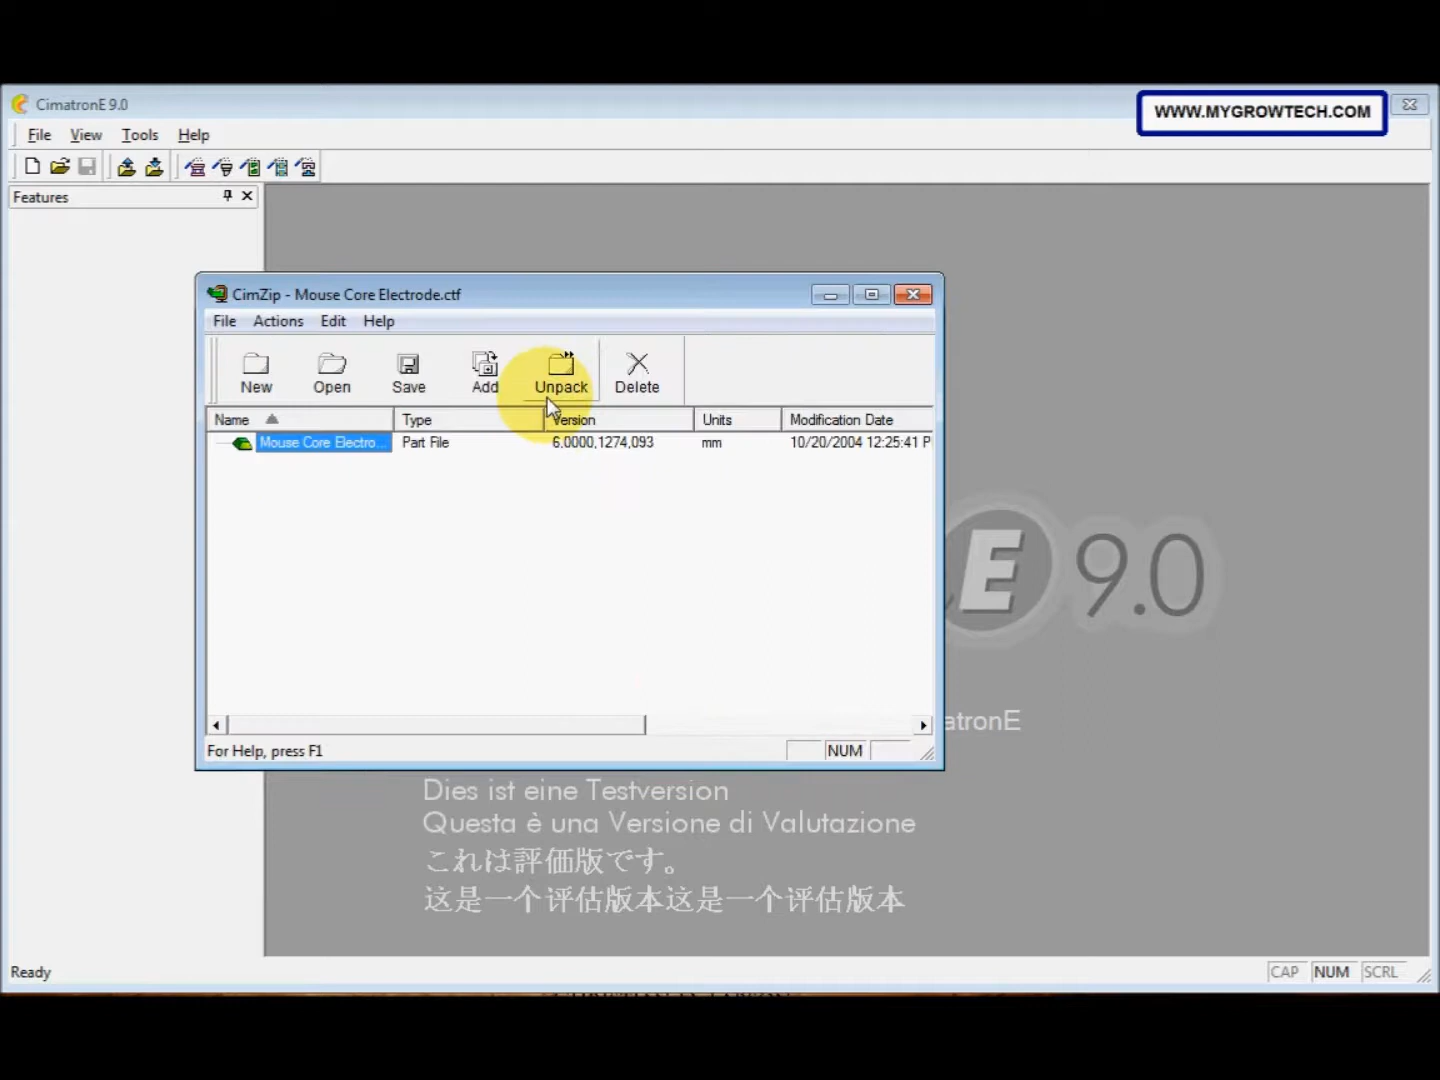 CimatronE 9.0
WWW.MYGROWTECH.COM
File View Tools Help
Features
CimZip - Mouse Core Electrode.ctf
File Actions Edit Help
New Open Save Add Unpack Delete
Name Type Version Units Modification Date
Mouse Core Electro... Part File 6.0000,1274,093 mm 10/20/2004 12:25:41 P
E 9.0
atronE
For Help, press F1 NUM
Dies ist eine Testversion
Questa è una Versione di Valutazione
これは評価版です。
这是一个评估版本这是一个评估版本
Ready CAP NUM SCRL